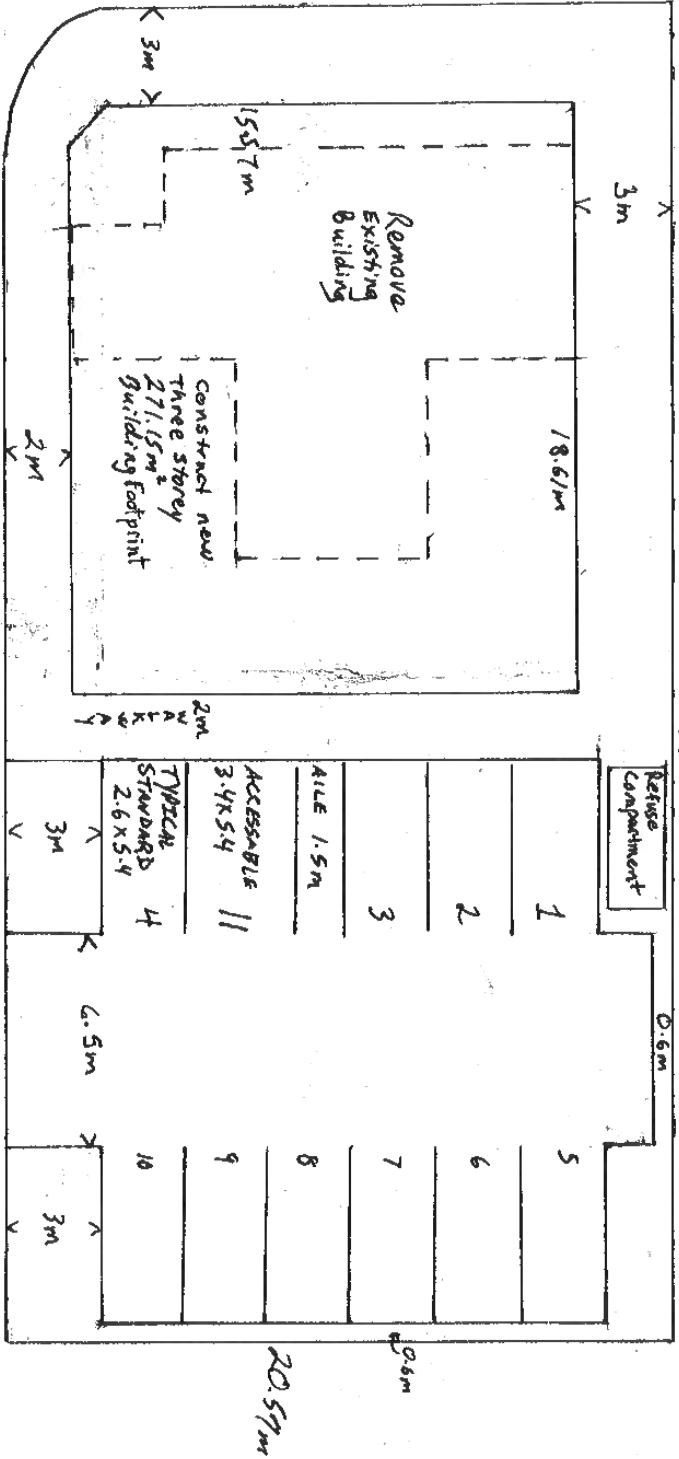 3m
3m
15.57m
Remove
Existing
Building
18.61m
Construct new
three storey
271.15m²
Building Footprint
2m
2m
WALKWAY
Refuse
Compartment
1
2
3
AILE 1.5m
ACCESSABLE
3.4x5.4
11
TYPICAL
STANDARD
2.6x5.4
4
3m
0.6m
6.5m
5
6
7
8
9
10
3m
0.6m
20.57m